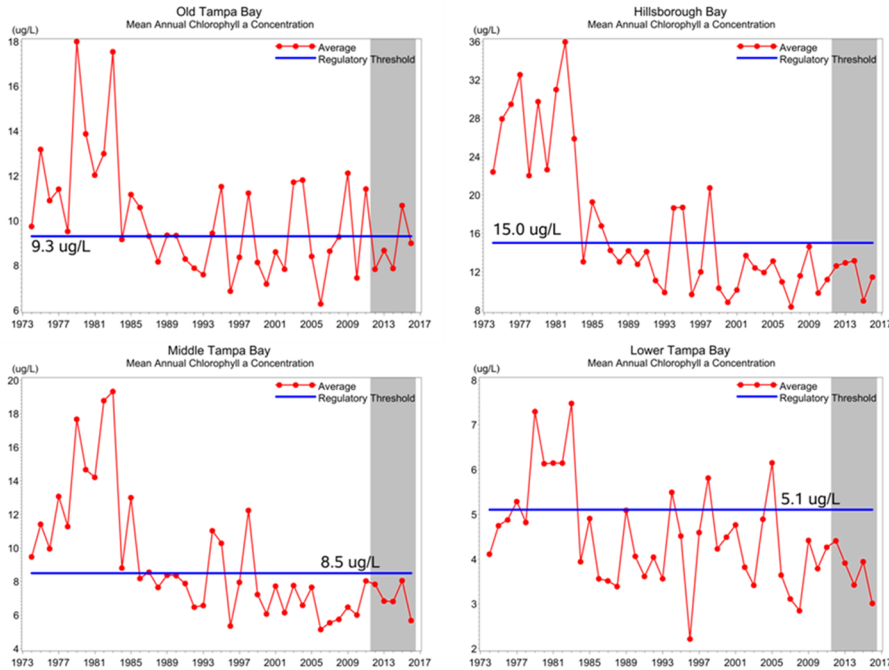 Old Tampa Bay
Mean Annual Chlorophyll a Concentration
(ug/L)
Average
Regulatory Threshold
18
16
14
12
10
8
6
9.3 ug/L
1973 1977 1981 1985 1989 1993 1997 2001 2005 2009 2013 2017
Hillsborough Bay
Mean Annual Chlorophyll a Concentration
(ug/L)
Average
Regulatory Threshold
36
32
28
24
20
16
12
8
15.0 ug/L
1973 1977 1981 1985 1989 1993 1997 2001 2005 2009 2013 2017
Middle Tampa Bay
Mean Annual Chlorophyll a Concentration
(ug/L)
Average
Regulatory Threshold
20
18
16
14
12
10
8
6
4
8.5 ug/L
1973 1977 1981 1985 1989 1993 1997 2001 2005 2009 2013 2017
Lower Tampa Bay
Mean Annual Chlorophyll a Concentration
(ug/L)
Average
Regulatory Threshold
8
7
6
5
4
3
2
5.1 ug/L
1973 1977 1981 1985 1989 1993 1997 2001 2005 2009 2013 2017